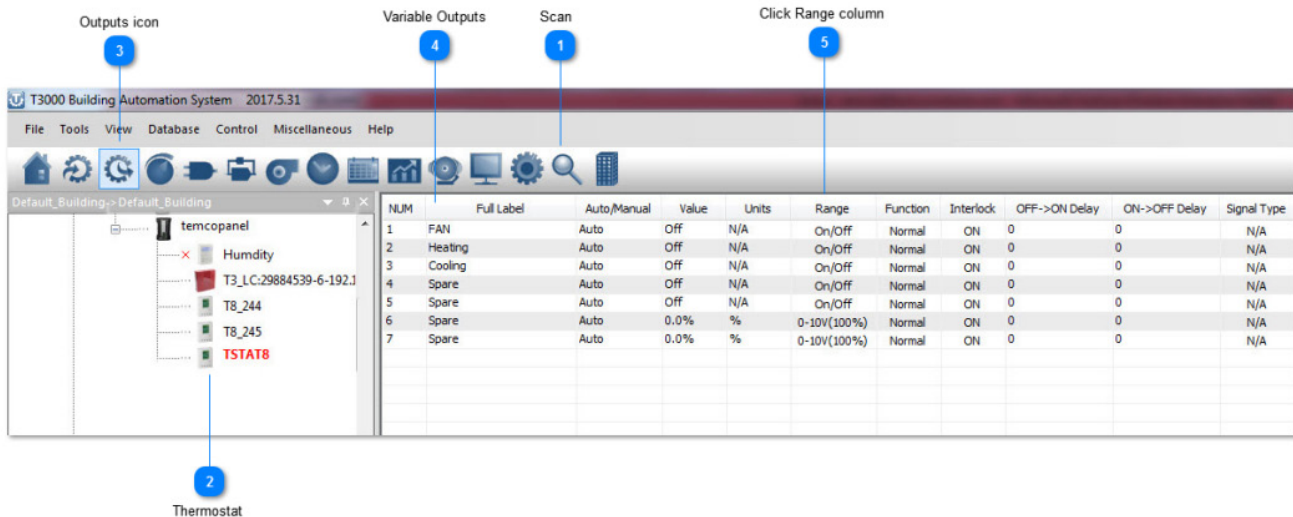 Outputs icon
3
Variable Outputs
4
Scan
1
Click Range column
5
T3000 Building Automation System 2017.5.31
File Tools View Database Control Miscellaneous Help
Default_Building->Default_Building
temcopanel
Humdity
T3_LC:29884539-6-192.1
T8_244
T8_245
TSTAT8
NUM Full Label Auto/Manual Value Units Range Function Interlock OFF->ON Delay ON->OFF Delay Signal Type
1 FAN Auto Off N/A On/Off Normal ON 0 0 N/A
2 Heating Auto Off N/A On/Off Normal ON 0 0 N/A
3 Cooling Auto Off N/A On/Off Normal ON 0 0 N/A
4 Spare Auto Off N/A On/Off Normal ON 0 0 N/A
5 Spare Auto Off N/A On/Off Normal ON 0 0 N/A
6 Spare Auto 0.0% % 0-10V(100%) Normal ON 0 0 N/A
7 Spare Auto 0.0% % 0-10V(100%) Normal ON 0 0 N/A
2
Thermostat